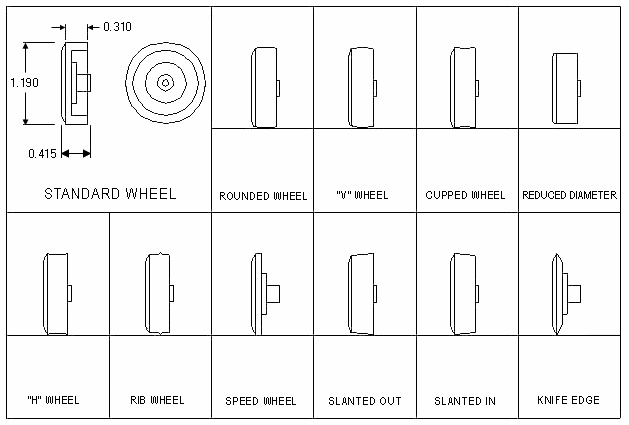 0.310
1.190
0.415
STANDARD WHEEL
ROUNDED WHEEL
"V" WHEEL
CUPPED WHEEL
REDUCED DIAMETER
"H" WHEEL
RIB WHEEL
SPEED WHEEL
SLANTED OUT
SLANTED IN
KNIFE EDGE